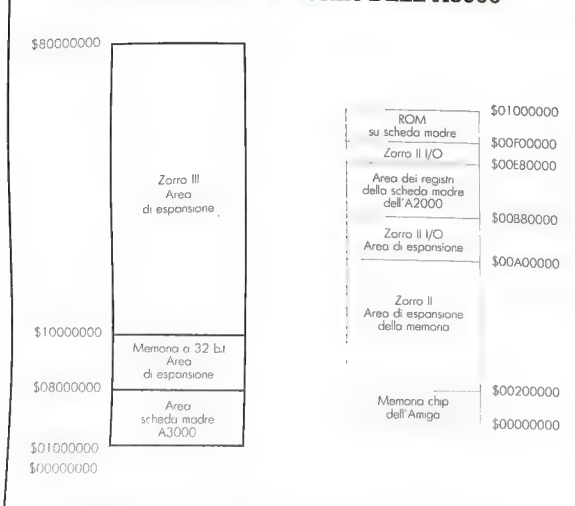 DELL'A3000
$80000000
Zorro III
Area
di espansione
$10000000
Memoria a 32 bit
Area
di espansione
$08000000
Area
scheda madre
A3000
$01000000
$00000000
$01000000
ROM
su scheda madre
$00F00000
Zorro II I/O
$00E80000
Area dei registri
della scheda madre
dell'A2000
$00B80000
Zorro II I/O
Area di espansione
$00A00000
Zorro II
Area di espansione
della memoria
$00200000
Memoria chip
dell'Amiga
$00000000